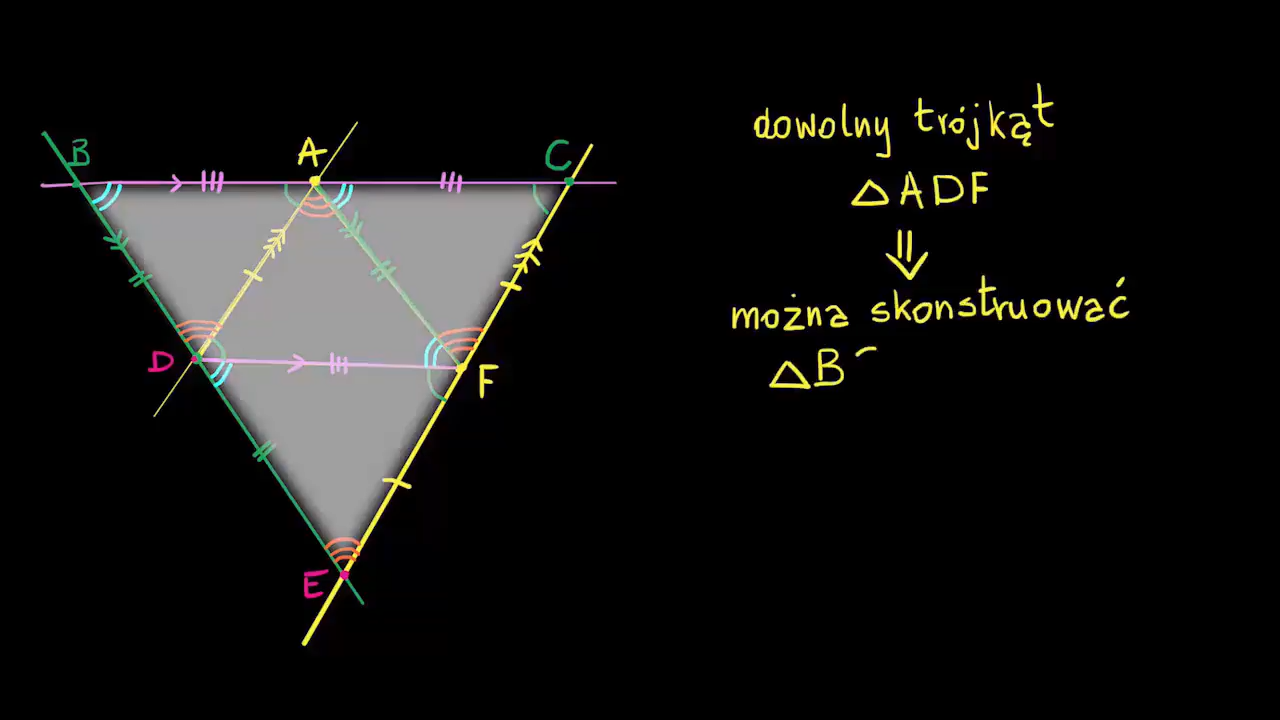 B A C
dowolny trójkąt
△ADF
⇓
można skonstruować
△B
D F
E